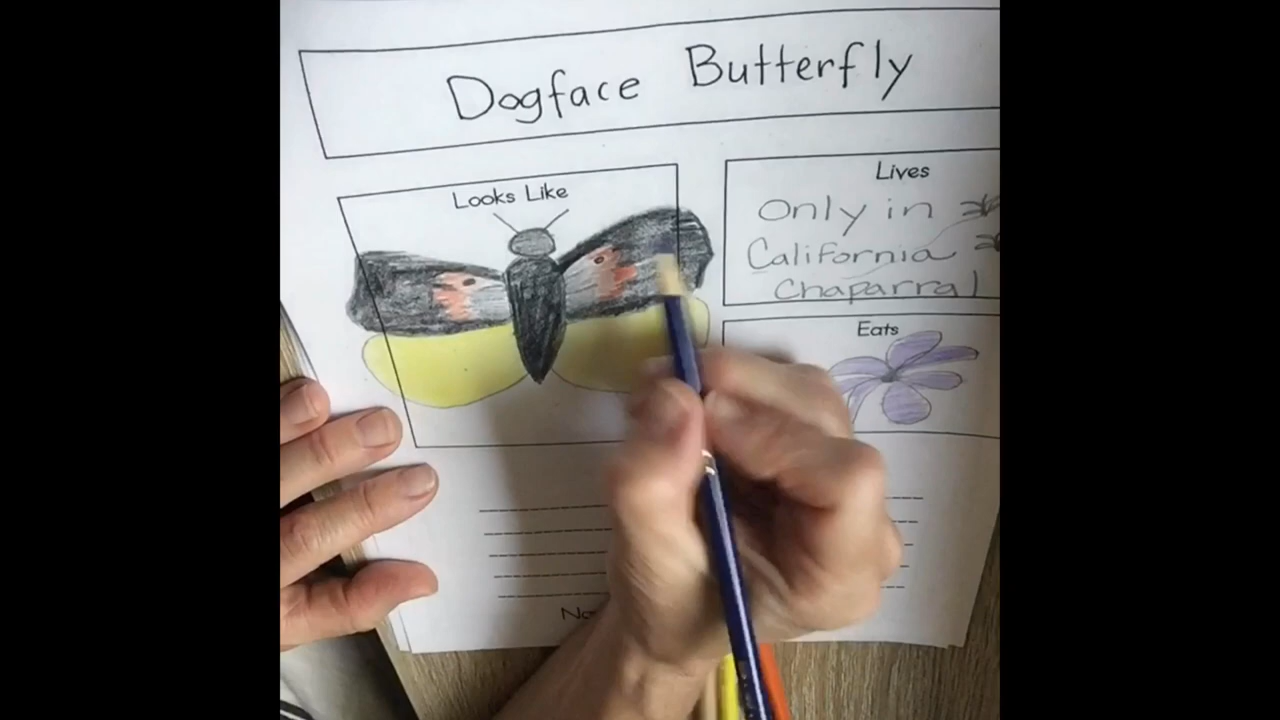 Dogface Butterfly
Looks Like
Lives
Only in
California
Chaparral
Eats